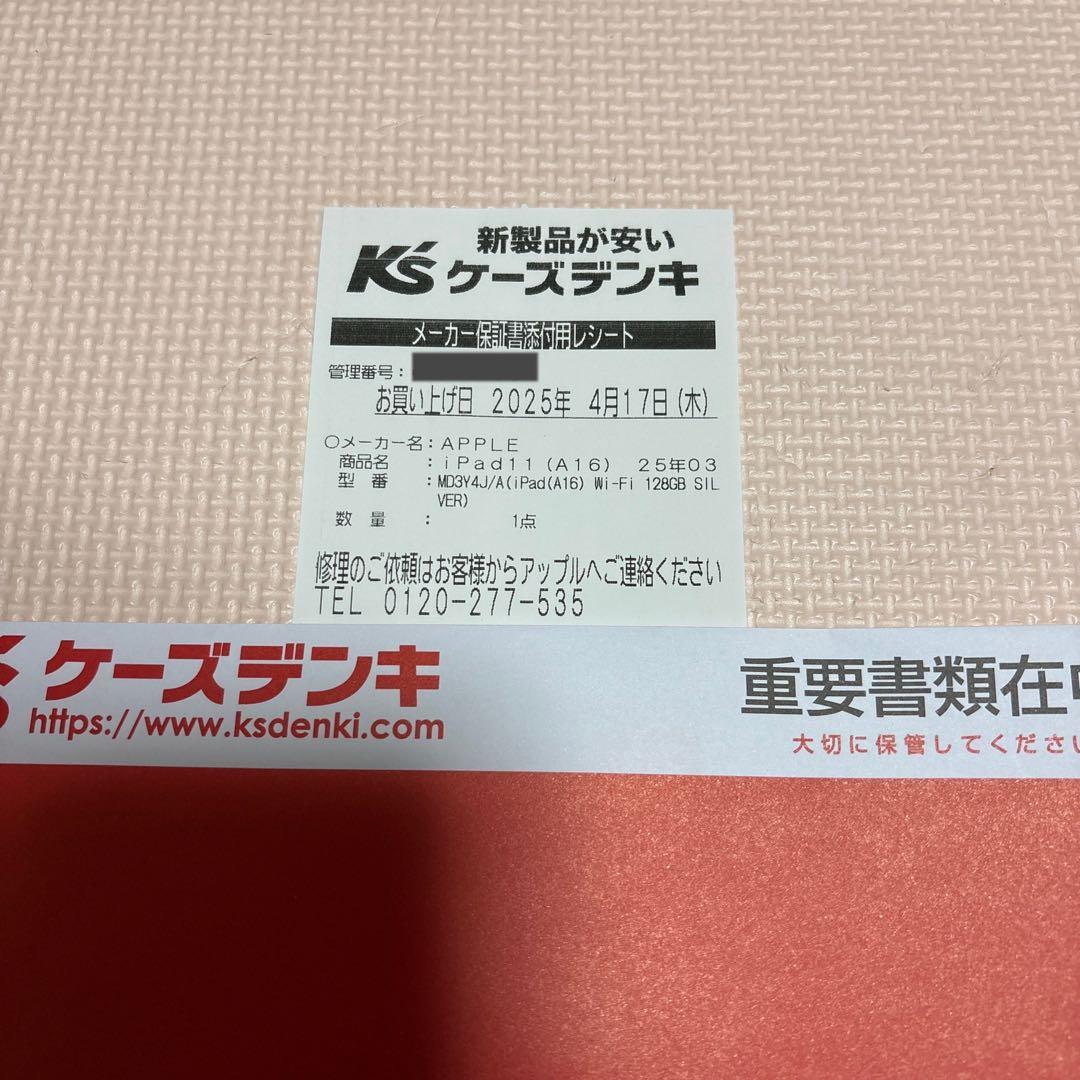 新製品が安い
K's ケーズデンキ
メーカー保証書添付用レシート
管理番号:
お買い上げ日 2025年 4月17日(木)
○メーカー名:APPLE
商品名 :iPad11(A16) 25年03
型番 :MD3Y4J/A(iPad(A16) Wi-Fi 128GB SIL
VER)
数量 : 1点
修理のご依頼はお客様からアップルへご連絡ください
TEL 0120-277-535
's ケーズデンキ
https://www.ksdenki.com
重要書類在中
大切に保管してください